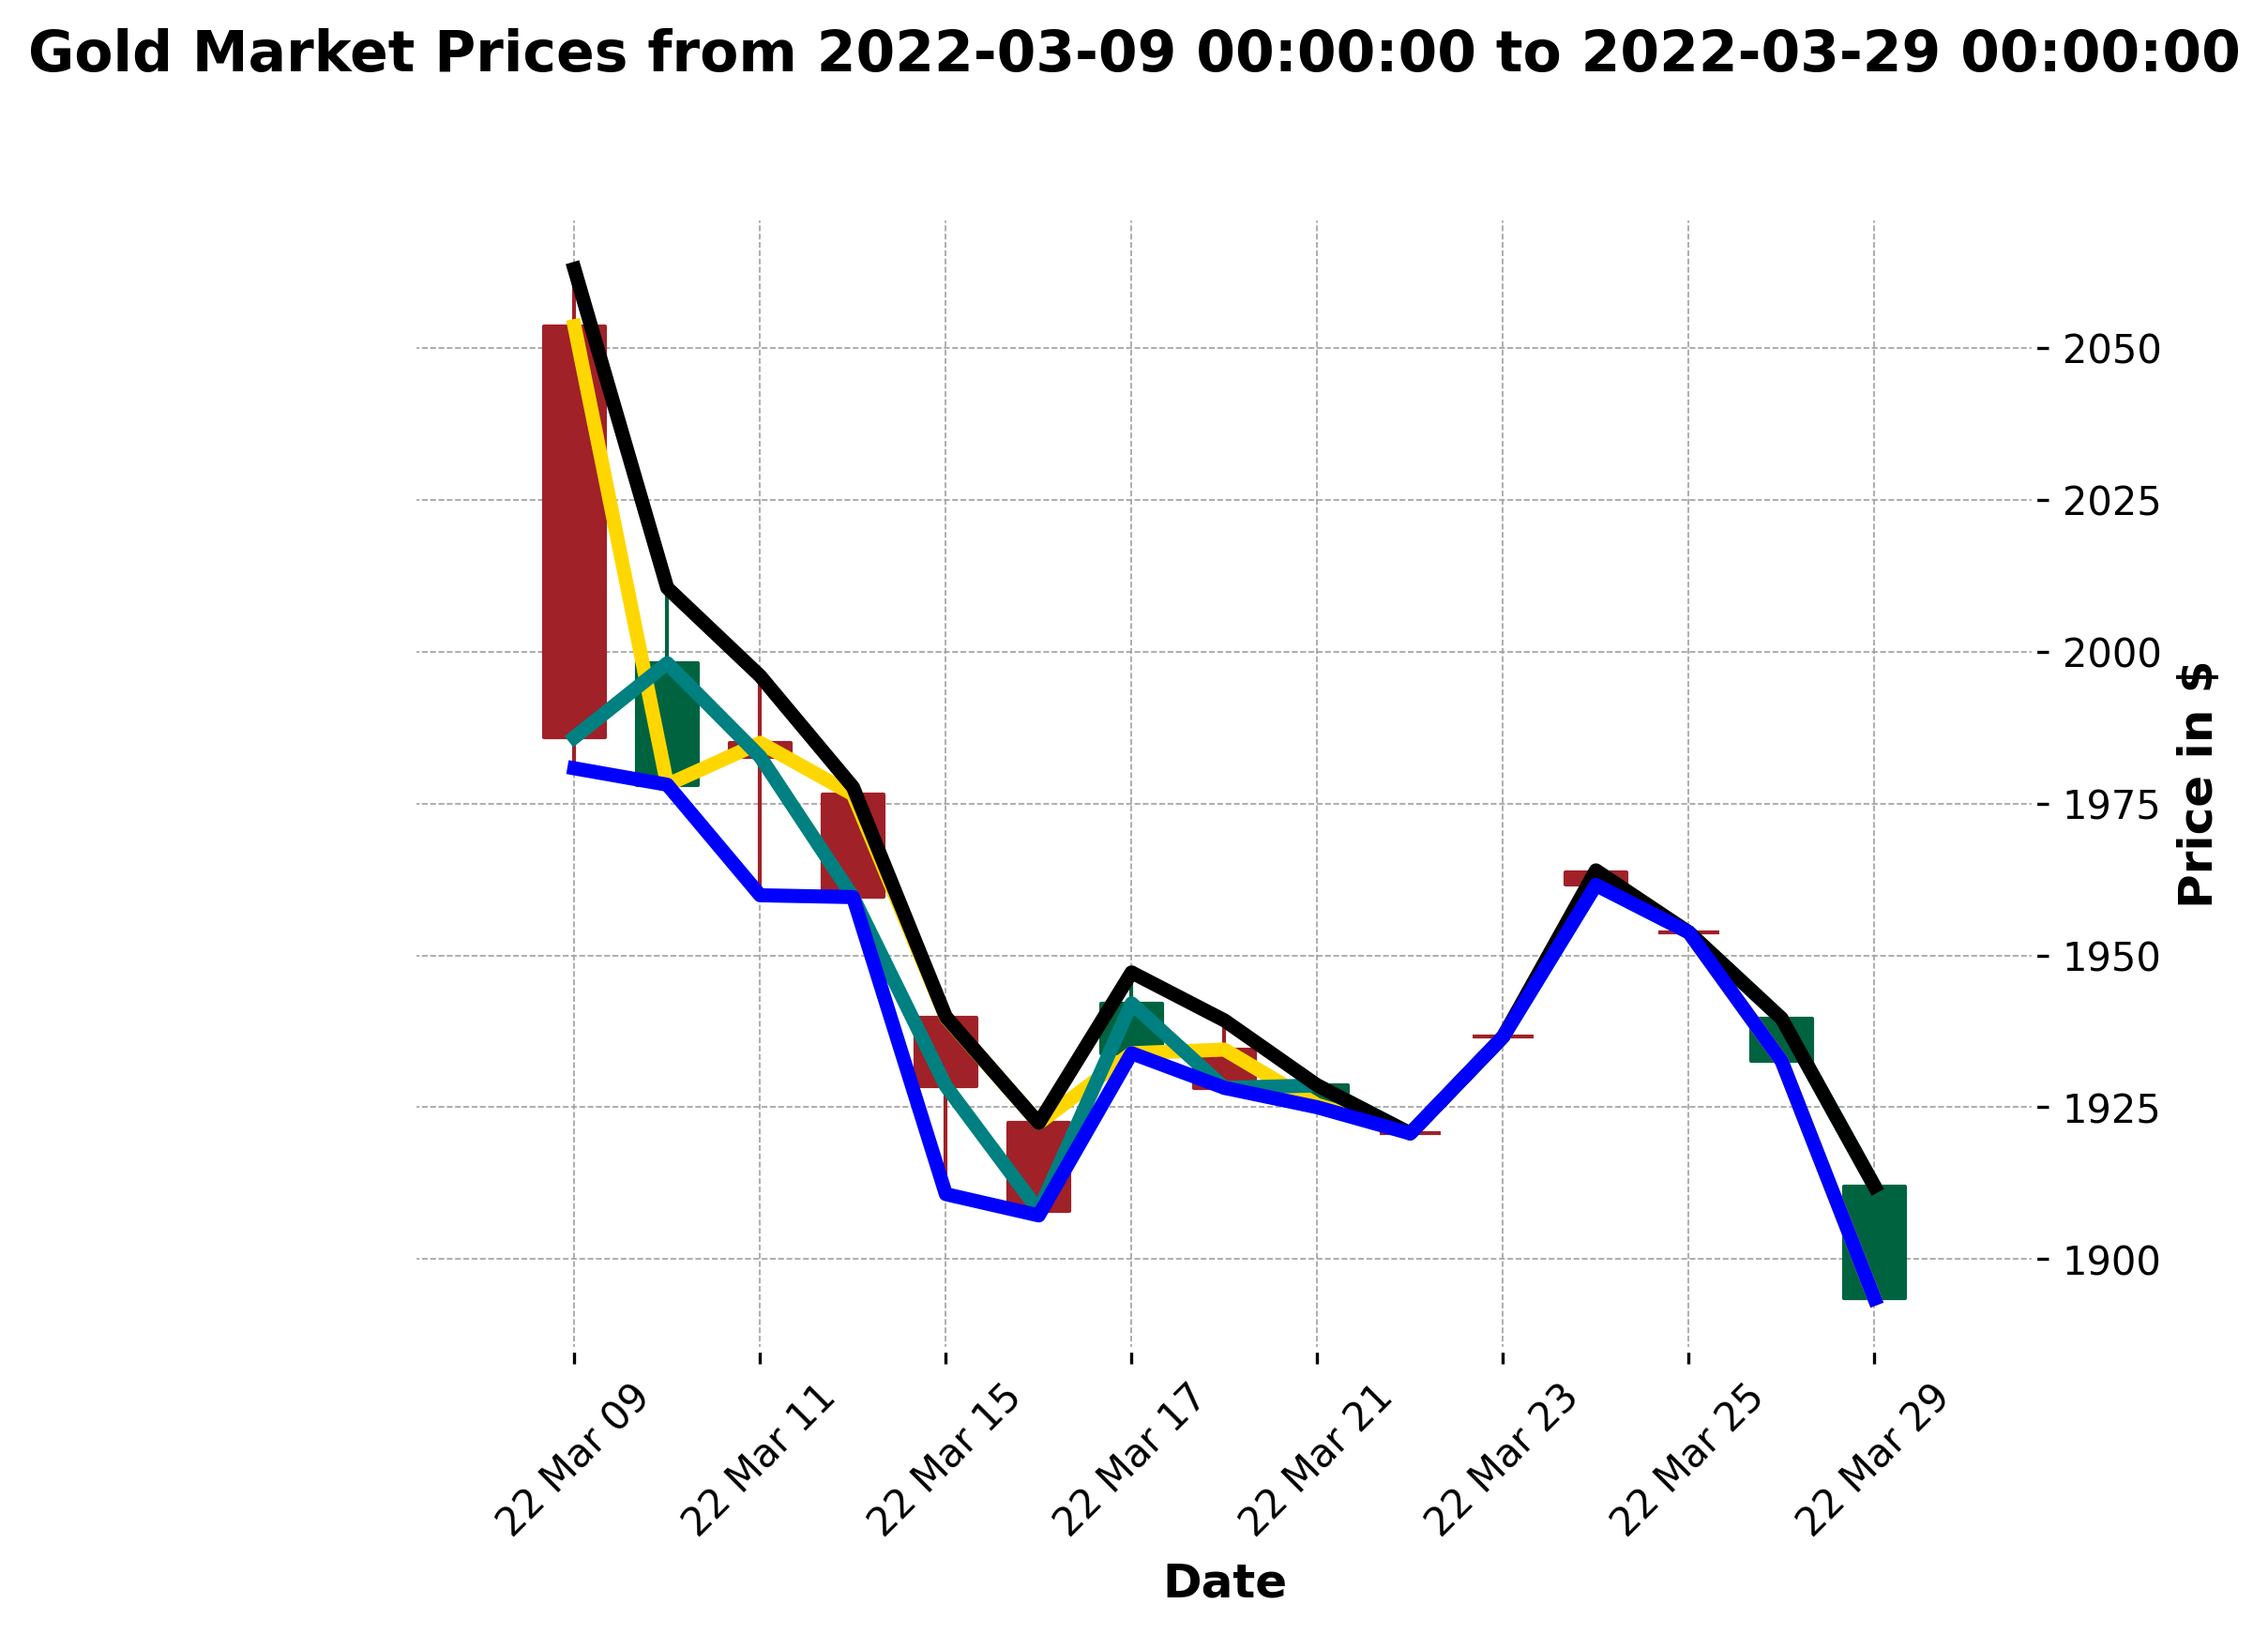 Gold Market Prices from 2022-03-09 00:00:00 to 2022-03-29 00:00:00
2050
2025
2000
1975
1950
1925
1900
Price in $
22 Mar 09
22 Mar 11
22 Mar 15
22 Mar 17
22 Mar 21
22 Mar 23
22 Mar 25
22 Mar 29
Date